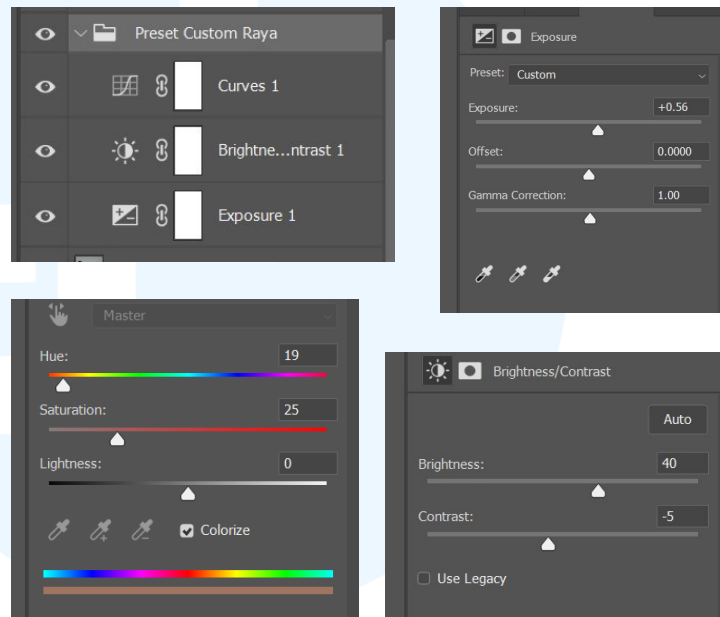 Preset Custom Raya
Curves 1
Brightne...ntrast 1
Exposure 1
Exposure
Preset: Custom
Exposure: +0.56
Offset: 0.0000
Gamma Correction: 1.00
Master
Hue: 19
Saturation: 25
Lightness: 0
Colorize
Brightness/Contrast
Auto
Brightness: 40
Contrast: -5
Use Legacy